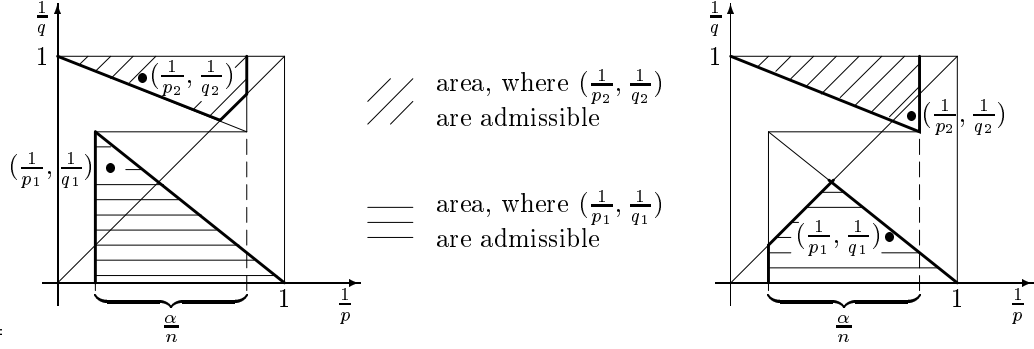 1/q
1
(1/p₂, 1/q₂)
(1/p₁, 1/q₁)
1
1/p
α/n
=
area, where (1/p₂, 1/q₂)
are admissible
area, where (1/p₁, 1/q₁)
are admissible
1/q
1
(1/p₂, 1/q₂)
(1/p₁, 1/q₁)
1
1/p
α/n